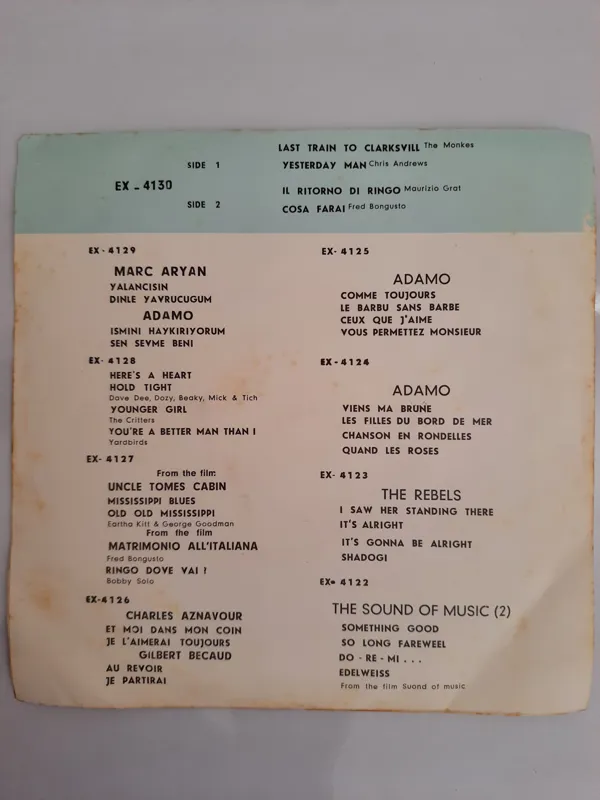 LAST TRAIN TO CLARKSVILL The Monkes
SIDE 1 YESTERDAY MAN Chris Andrews
EX - 4130
IL RITORNO DI RINGO Maurizio Grat
SIDE 2 COSA FARAI Fred Bongusto
EX - 4129
MARC ARYAN
YALANCISIN
DINLE YAVRUCUGUM
ADAMO
ISMINI HAYKIRIYORUM
SEN SEVME BENI
EX- 4128
HERE'S A HEART
HOLD TIGHT
Dave Dee, Dozy, Beaky, Mick & Tich
YOUNGER GIRL
The Critters
YOU'RE A BETTER MAN THAN I
Yardbirds
EX- 4127
From the film
UNCLE TOMES CABIN
MISSISSIPPI BLUES
OLD OLD MISSISSIPPI
Eartha Kitt & George Goodman
From the film
MATRIMONIO ALL'ITALIANA
Fred Bongusto
RINGO DOVE VAI ?
Bobby Solo
EX-4126
CHARLES AZNAVOUR
ET MOI DANS MON COIN
JE L'AIMERAI TOUJOURS
GILBERT BECAUD
AU REVOIR
JE PARTIRAI
EX- 4125
ADAMO
COMME TOUJOURS
LE BARBU SANS BARBE
CEUX QUE J'AIME
VOUS PERMETTEZ MONSIEUR
EX - 4124
ADAMO
VIENS MA BRUNE
LES FILLES DU BORD DE MER
CHANSON EN RONDELLES
QUAND LES ROSES
EX- 4123
THE REBELS
I SAW HER STANDING THERE
IT'S ALRIGHT
IT'S GONNA BE ALRIGHT
SHADOGI
EX- 4122
THE SOUND OF MUSIC (2)
SOMETHING GOOD
SO LONG FAREWEEL
DO - RE - MI . . .
EDELWEISS
From the film Suond of music